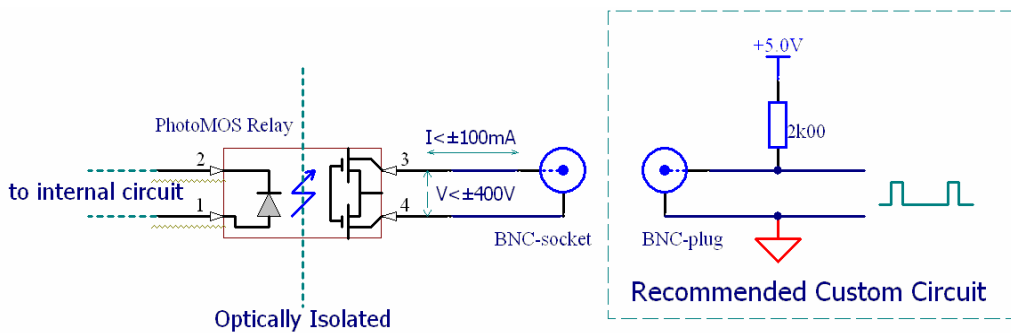 +5.0V
PhotoMOS Relay
I<±100mA
2k00
2
3
to internal circuit
V<±400V
1
4
BNC-socket
BNC-plug
Recommended Custom Circuit
Optically Isolated